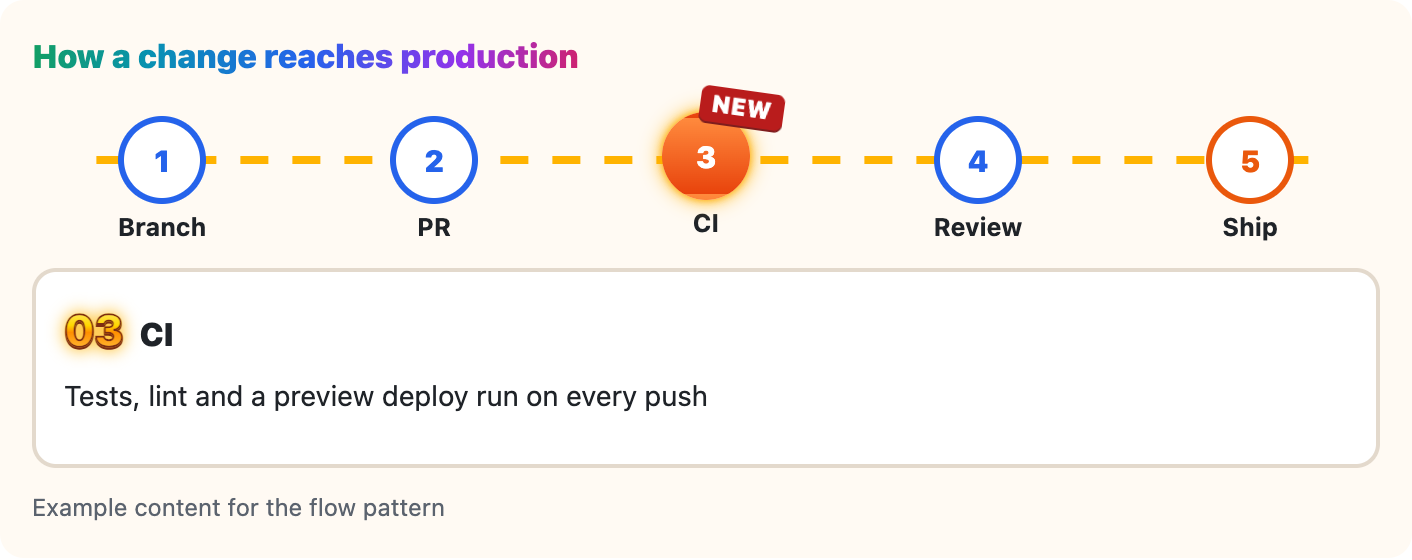 How a change reaches production
NEW
1
2
3
4
5
Branch
PR
CI
Review
Ship
03 CI
Tests, lint and a preview deploy run on every push
Example content for the flow pattern